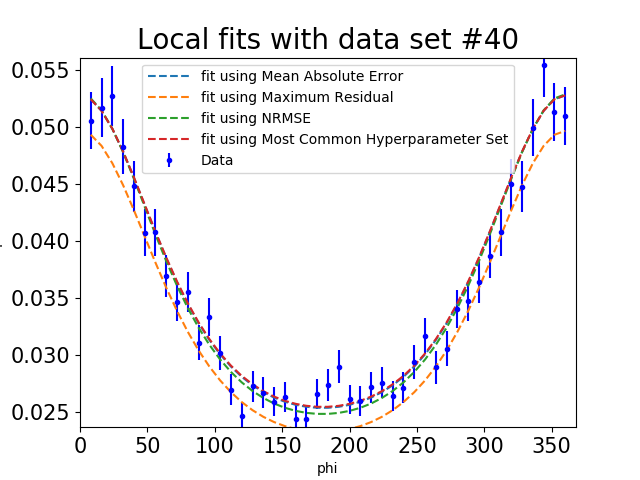 Local fits with data set #40
fit using Mean Absolute Error
fit using Maximum Residual
fit using NRMSE
fit using Most Common Hyperparameter Set
Data
0.055
0.050
0.045
0.040
0.035
0.030
0.025
0 50 100 150 200 250 300 350
phi